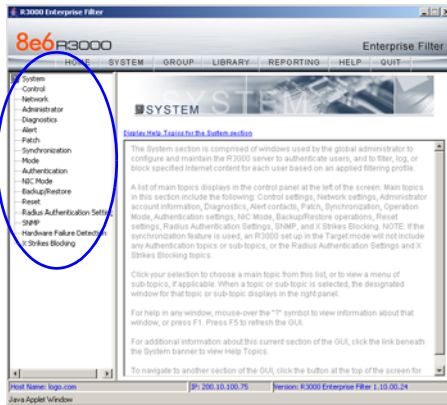 R3000 Enterprise Filter
8e6 R3000
Enterprise Filter
HOME SYSTEM GROUP LIBRARY REPORTING HELP QUIT
System
Control
Network
Administrator
Diagnostics
Alert
Patch
Synchronization
Mode
Authentication
NIC Mode
Backup/Restore
Reset
Radius Authentication Setting
SNMP
Hardware Failure Detection
X Strikes Blocking
SYSTEM
Display Help Topics for the System section
The System section is comprised of windows used by the global administrator to
configure and maintain the R3000 server to authenticate users, and to filter, log, or
block specified internet content for each user based on an applied filtering profile.
A list of main topics displays in the control panel at the left of the screen. Main topics
in this section include the following: Control settings, Network settings, Administrator
account information, Diagnostics, Alert contacts, Patch, Synchronization, Operation
Mode, Authentication settings, NIC Mode, Backup/Restore operations, Reset
settings, Radius Authentication Settings, SNMP, and X Strikes Blocking. NOTE: If the
synchronization feature is used, an R3000 set up in the Target mode will not include
any Authentication topics or sub-topics, or the Radius Authentication Settings and X
Strikes Blocking topics.
Click your selection to choose a main topic from this list, or to view a menu of
sub-topics, if applicable. When a topic or sub-topic is selected, the designated
window for that topic or sub-topic displays in the right panel.
For help in any window, mouse-over the "?" symbol to view information about that
window, or press F1. Press F5 to refresh the GUI.
For additional information about this current section of the GUI, click the link beneath
the System banner to view Help Topics.
To navigate to another section of the GUI, click the button at the top of the screen for
Host Name: logo.com
IP: 200.10.100.75
Version: R3000 Enterprise Filter 1.10.00.24
Java Applet Window